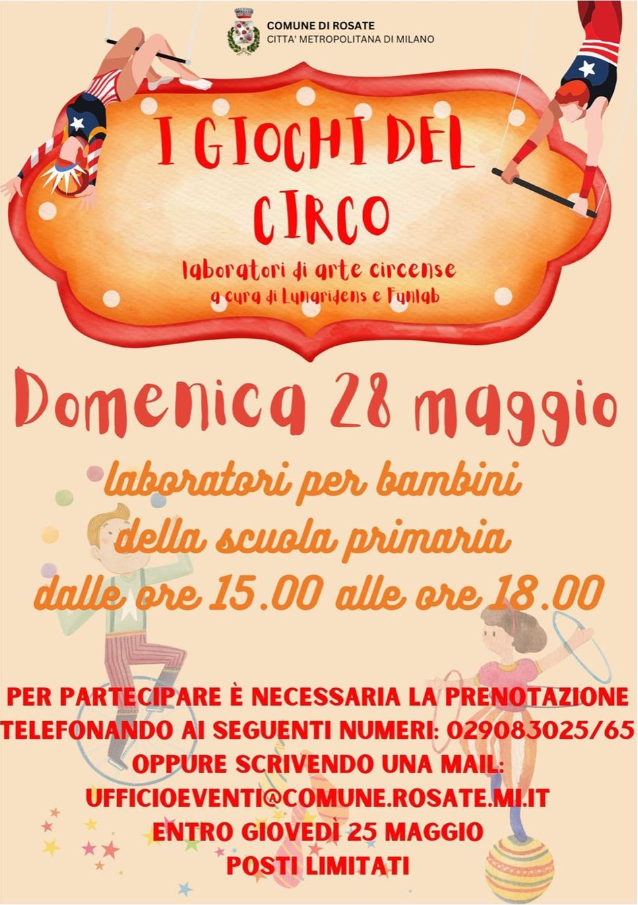 COMUNE DI ROSATE
CITTA' METROPOLITANA DI MILANO
I GIOCHI DEL
CIRCO
laboratori di arte circense
a cura di Lunaridens e Funlab
Domenica 28 maggio
laboratori per bambini
della scuola primaria
dalle ore 15.00 alle ore 18.00
PER PARTECIPARE È NECESSARIA LA PRENOTAZIONE
TELEFONANDO AI SEGUENTI NUMERI: 029083025/65
OPPURE SCRIVENDO UNA MAIL:
UFFICIOEVENTI@COMUNE.ROSATE.MI.IT
ENTRO GIOVEDÌ 25 MAGGIO
POSTI LIMITATI